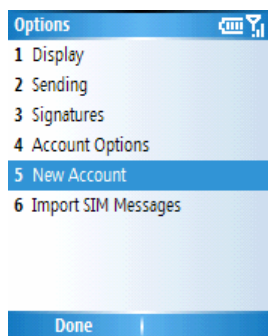 Options
1 Display
2 Sending
3 Signatures
4 Account Options
5 New Account
6 Import SIM Messages
Done